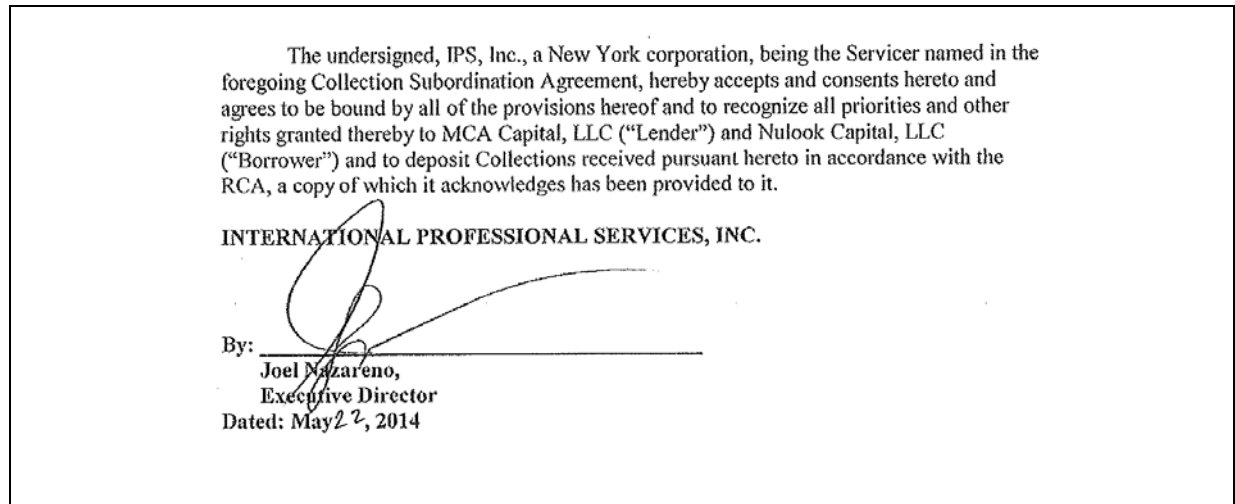 The undersigned, IPS, Inc., a New York corporation, being the Servicer named in the
foregoing Collection Subordination Agreement, hereby accepts and consents hereto and
agrees to be bound by all of the provisions hereof and to recognize all priorities and other
rights granted thereby to MCA Capital, LLC (“Lender”) and Nulook Capital, LLC
(“Borrower”) and to deposit Collections received pursuant hereto in accordance with the
RCA, a copy of which it acknowledges has been provided to it.
INTERNATIONAL PROFESSIONAL SERVICES, INC.
By:
Joel Nazareno,
Executive Director
Dated: May 22, 2014